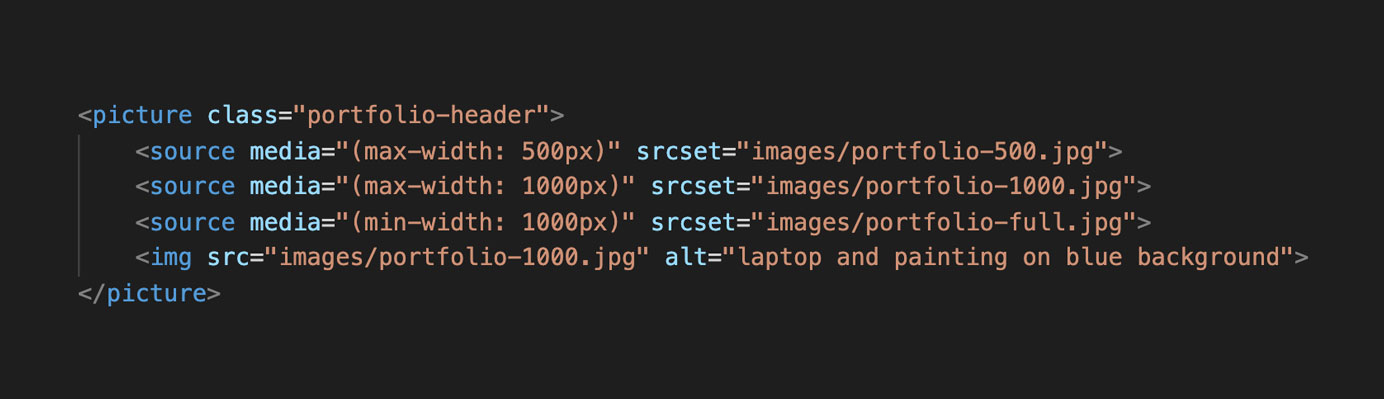 <picture class="portfolio-header">
<source media="(max-width: 500px)" srcset="images/portfolio-500.jpg">
<source media="(max-width: 1000px)" srcset="images/portfolio-1000.jpg">
<source media="(min-width: 1000px)" srcset="images/portfolio-full.jpg">
<img src="images/portfolio-1000.jpg" alt="laptop and painting on blue background">
</picture>